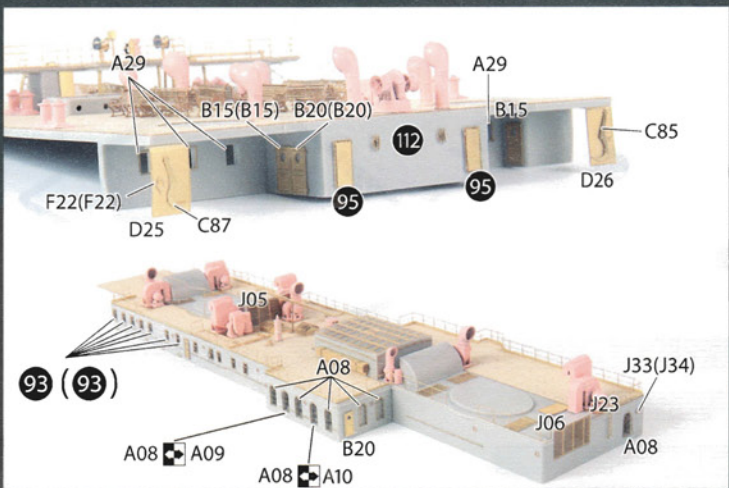 A29
A29
B15(B15)
B20(B20)
B15
112
C85
F22(F22)
95
95
D26
D25
C87
J05
93 (93)
A08
J33(J34)
J23
J06
A08
B20
A08 A09
A08 A10